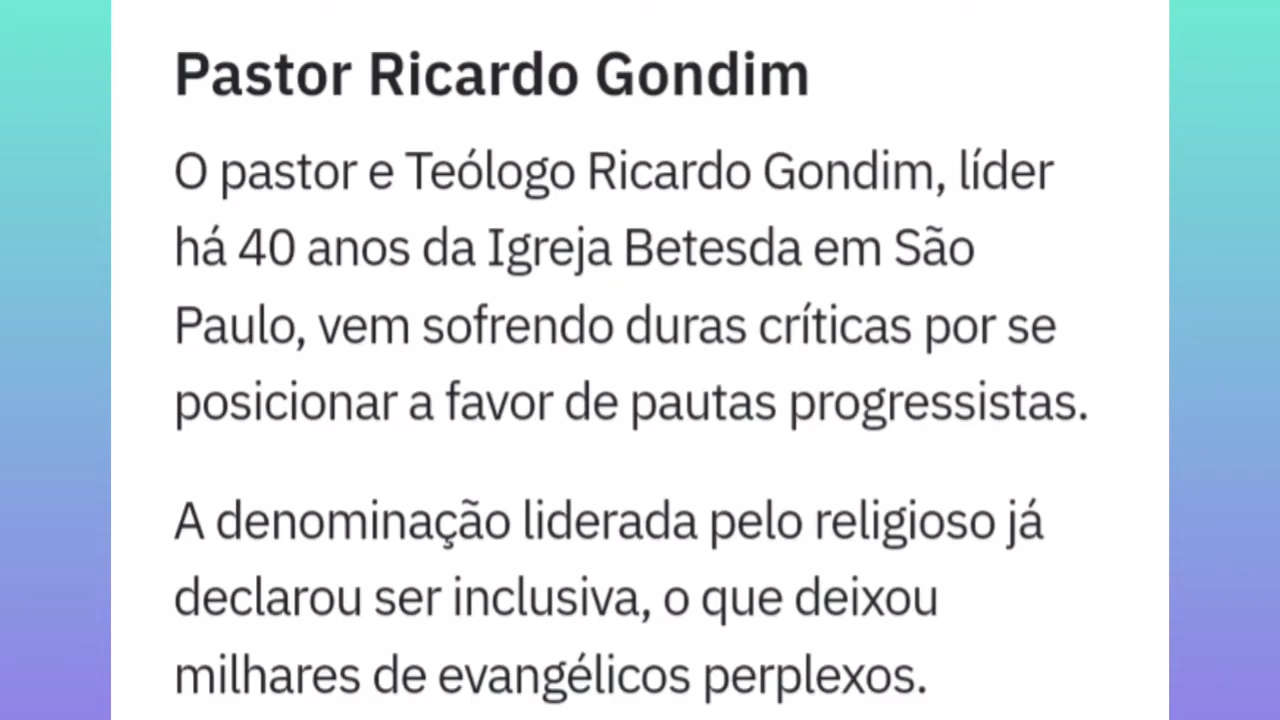 Pastor Ricardo Gondim
O pastor e Teólogo Ricardo Gondim, líder
há 40 anos da Igreja Betesda em São
Paulo, vem sofrendo duras críticas por se
posicionar a favor de pautas progressistas.
A denominação liderada pelo religioso já
declarou ser inclusiva, o que deixou
milhares de evangélicos perplexos.